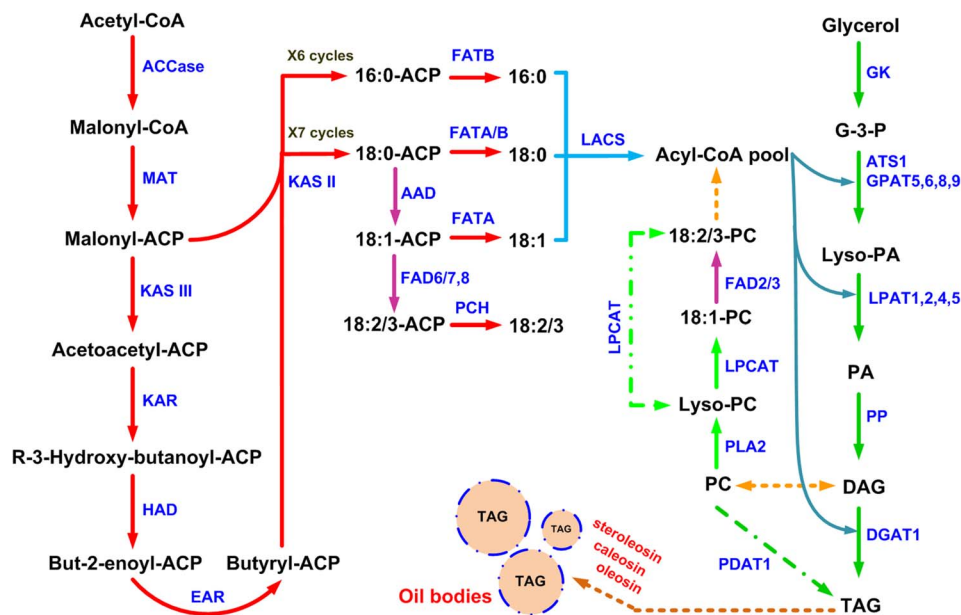 Acetyl-CoA
ACCase
Malonyl-CoA
MAT
Malonyl-ACP
KAS III
Acetoacetyl-ACP
KAR
R-3-Hydroxy-butanoyl-ACP
HAD
But-2-enoyl-ACP
EAR
Butyryl-ACP
KAS II
X6 cycles
16:0-ACP
FATB
16:0
X7 cycles
18:0-ACP
FATA/B
18:0
AAD
18:1-ACP
FATA
18:1
FAD6/7,8
18:2/3-ACP
PCH
18:2/3
LACS
Acyl-CoA pool
18:2/3-PC
FAD2/3
18:1-PC
LPCAT
LPCAT
Lyso-PC
PLA2
PC
PDAT1
Glycerol
GK
G-3-P
ATS1
GPAT5,6,8,9
Lyso-PA
LPAT1,2,4,5
PA
PP
DAG
DGAT1
TAG
steroleosin
caleosin
oleosin
TAG
TAG
TAG
Oil bodies